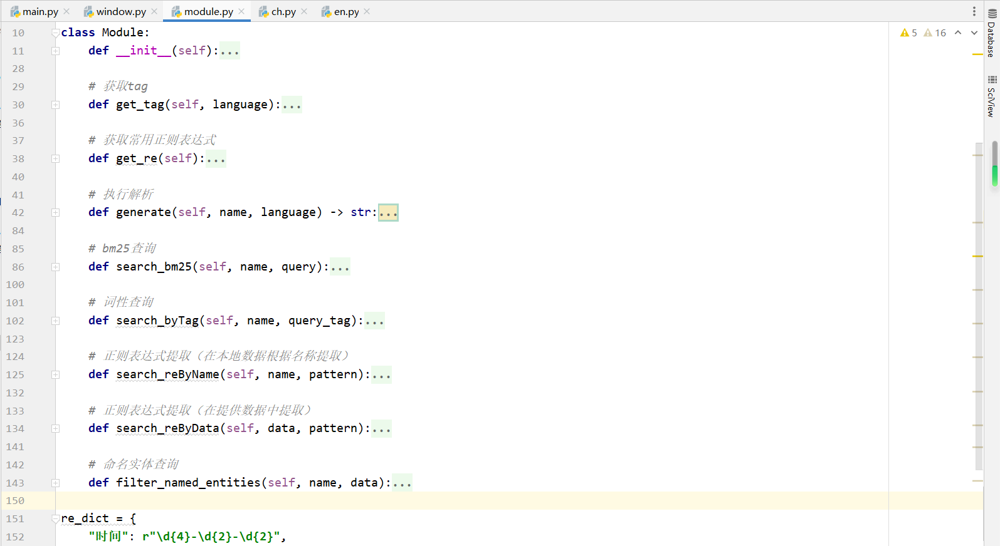 main.py window.py module.py ch.py en.py
5 16
Database
SciView
10 class Module:
11 def __init__(self):...
28
29 # 获取tag
30 def get_tag(self, language):...
36
37 # 获取常用正则表达式
38 def get_re(self):...
40
41 # 执行解析
42 def generate(self, name, language) -> str:...
84
85 # bm25查询
86 def search_bm25(self, name, query):...
100
101 # 词性查询
102 def search_byTag(self, name, query_tag):...
123
124 # 正则表达式提取（在本地数据根据名称提取）
125 def search_reByName(self, name, pattern):...
132
133 # 正则表达式提取（在提供数据中提取）
134 def search_reByData(self, data, pattern):...
141
142 # 命名实体查询
143 def filter_named_entities(self, name, data):...
150
151 re_dict = {
152 "时间": r"\d{4}-\d{2}-\d{2}",